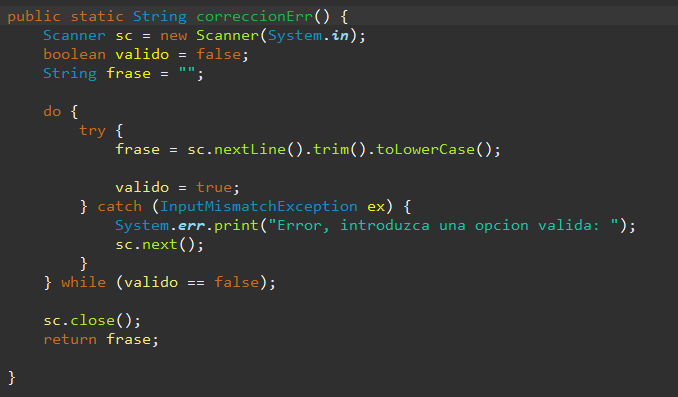 public static String correccionErr() {
    Scanner sc = new Scanner(System.in);
    boolean valido = false;
    String frase = "";

    do {
        try {
            frase = sc.nextLine().trim().toLowerCase();

            valido = true;
        } catch (InputMismatchException ex) {
            System.err.print("Error, introduzca una opcion valida: ");
            sc.next();
        }
    } while (valido == false);

    sc.close();
    return frase;

}